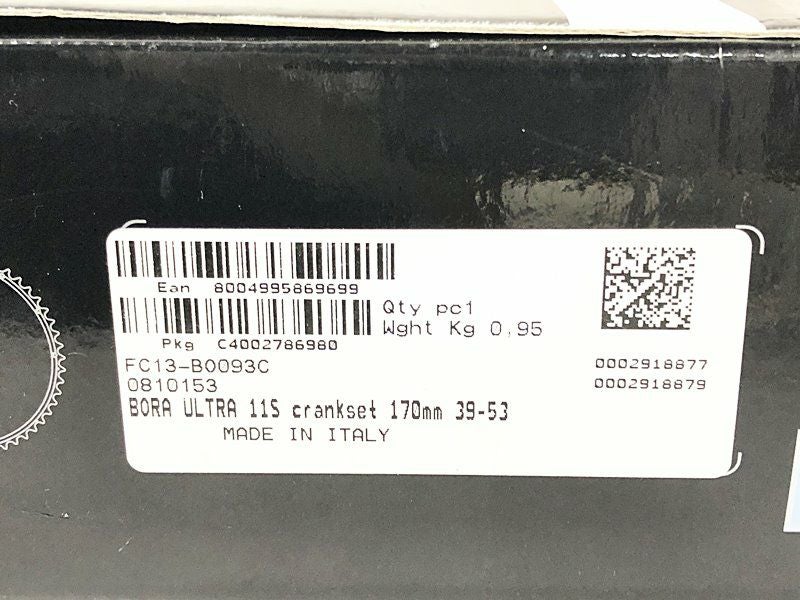 Ean 8004995869699
Qty pc1
Pkg C4002786980
Wght Kg 0,95
FC13-B0093C
0002918877
0810153
0002918879
BORA ULTRA 11S crankset 170mm 39-53
MADE IN ITALY